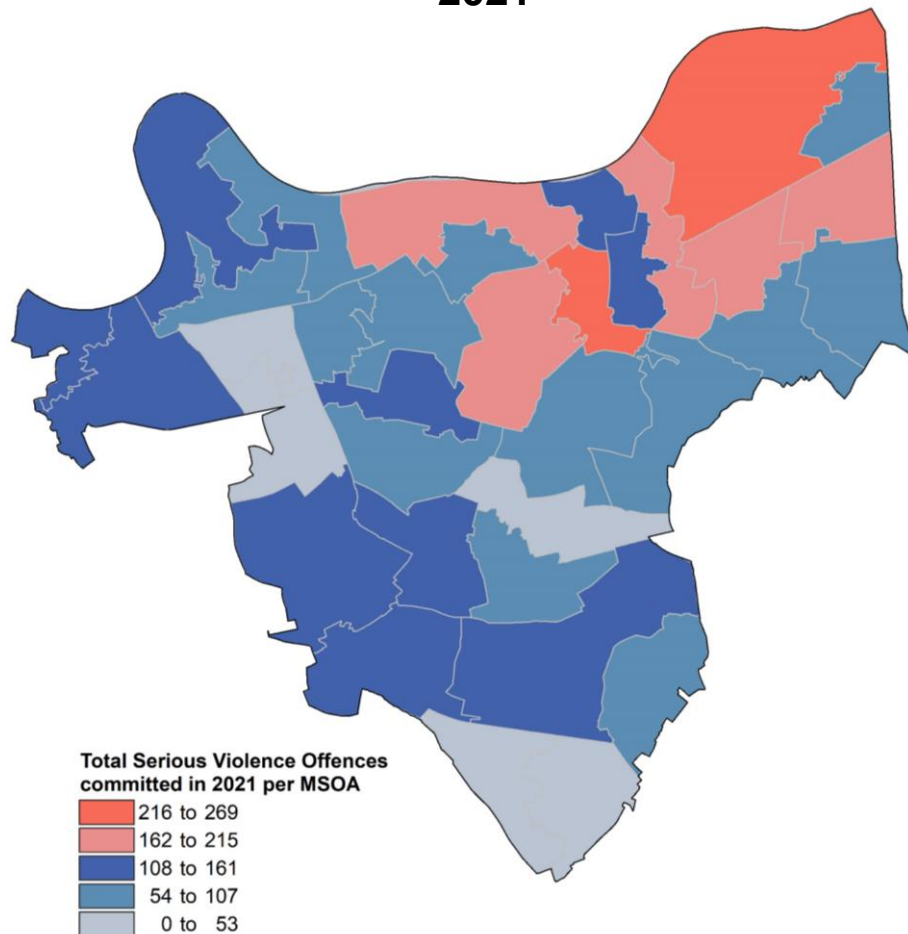 2021
Total Serious Violence Offences
committed in 2021 per MSOA
216 to 269
162 to 215
108 to 161
54 to 107
0 to 53